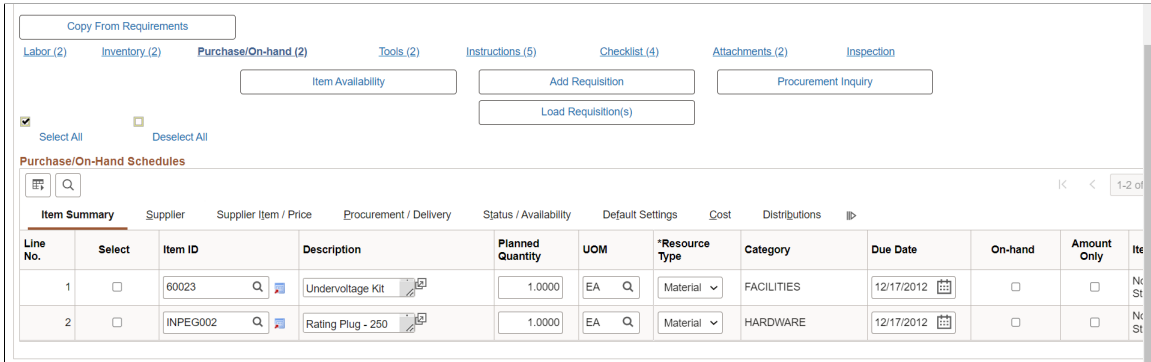 Copy From Requirements
Labor (2) Inventory (2) Purchase/On-hand (2) Tools (2) Instructions (5) Checklist (4) Attachments (2) Inspection
Item Availability Add Requisition Procurement Inquiry
Load Requisition(s)
Select All Deselect All
Purchase/On-Hand Schedules
1-2 of
Item Summary Supplier Supplier Item / Price Procurement / Delivery Status / Availability Default Settings Cost Distributions
Line No. Select Item ID Description Planned Quantity UOM *Resource Type Category Due Date On-hand Amount Only
1 60023 Undervoltage Kit 1.0000 EA Material FACILITIES 12/17/2012
2 INPEG002 Rating Plug - 250 1.0000 EA Material HARDWARE 12/17/2012